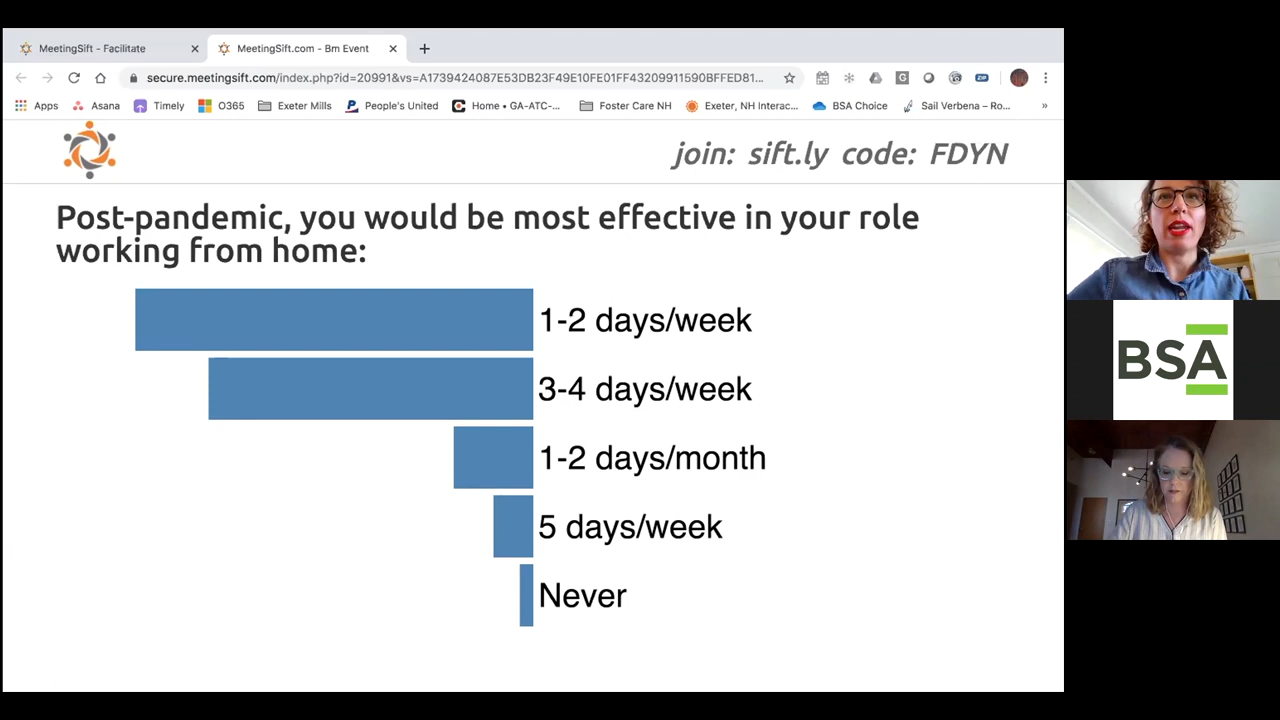 MeetingSift - Facilitate
MeetingSift.com - Bm Event
secure.meetingsift.com/index.php?id=20991&vs=A1739424087E53DB23F49E10FE01FF43209911590BFFED81...
Apps Asana Timely O365 Exeter Mills People's United Home • GA-ATC-... Foster Care NH Exeter, NH Interac... BSA Choice Sail Verbena – Ro... »
join: sift.ly code: FDYN
Post-pandemic, you would be most effective in your role
working from home:
1-2 days/week
3-4 days/week
1-2 days/month
5 days/week
Never
BSA